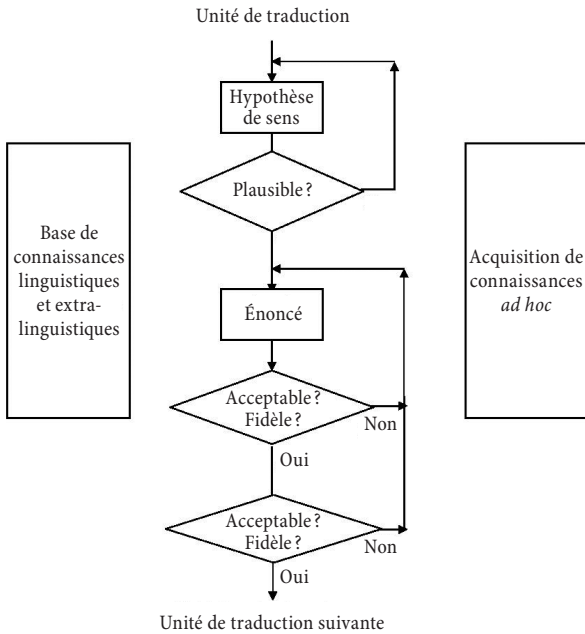 Unité de traduction
Hypothèse
de sens
Plausible ?
Base de
connaissances
linguistiques
et extra-
linguistiques
Acquisition de
connaissances
ad hoc
Énoncé
Acceptable ?
Fidèle ?
Non
Oui
Acceptable ?
Fidèle ?
Non
Oui
Unité de traduction suivante